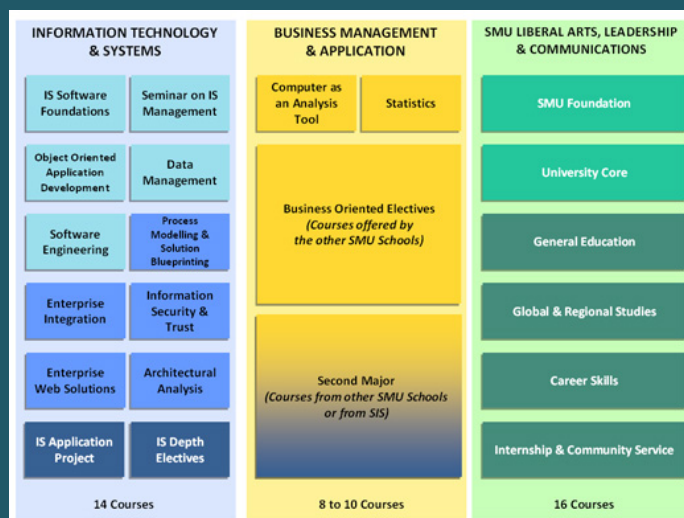 INFORMATION TECHNOLOGY
& SYSTEMS
IS Software
Foundations
Seminar on IS
Management
Object Oriented
Application
Development
Data
Management
Software
Engineering
Process
Modelling &
Solution
Blueprinting
Enterprise
Integration
Information
Security &
Trust
Enterprise
Web Solutions
Architectural
Analysis
IS Application
Project
IS Depth
Electives
14 Courses
BUSINESS MANAGEMENT
& APPLICATION
Computer as
an Analysis
Tool
Statistics
Business Oriented Electives
(Courses offered by
the other SMU Schools)
Second Major
(Courses from other SMU Schools
or from SIS)
8 to 10 Courses
SMU LIBERAL ARTS, LEADERSHIP
& COMMUNICATIONS
SMU Foundation
University Core
General Education
Global & Regional Studies
Career Skills
Internship & Community Service
16 Courses